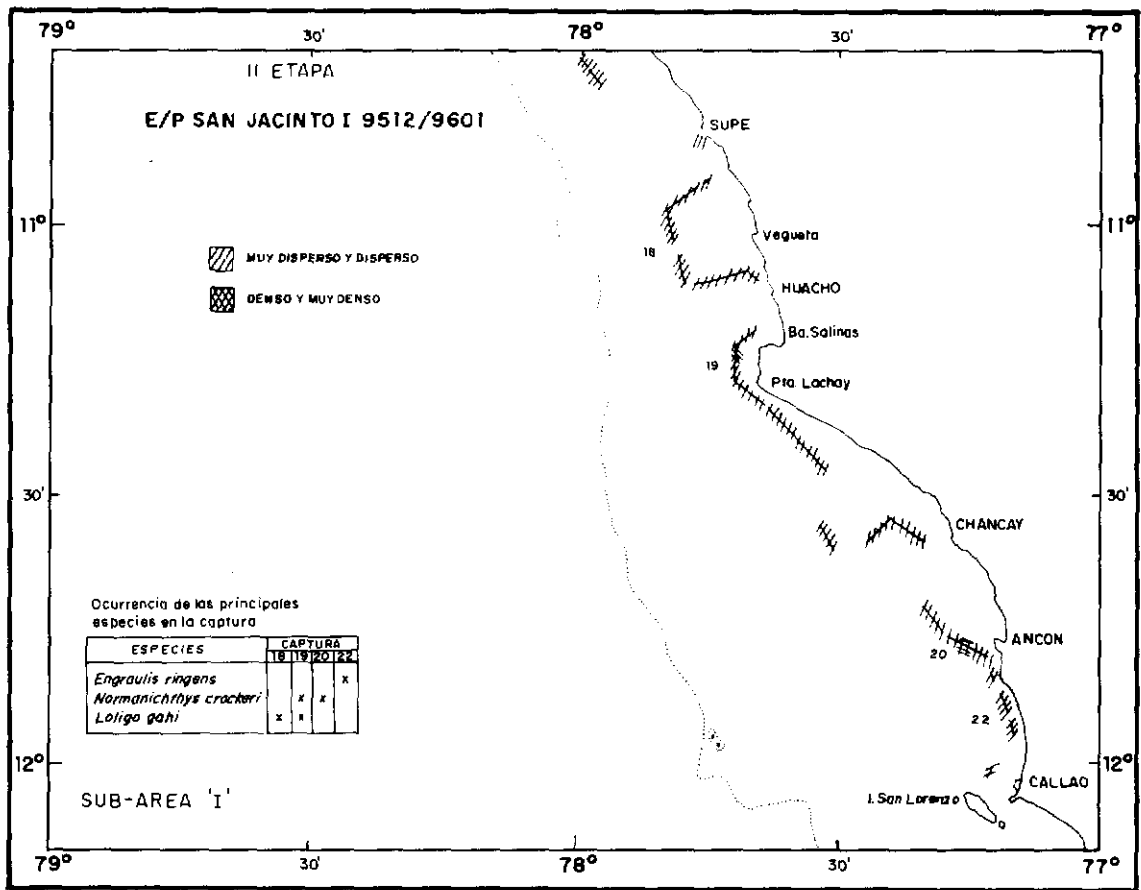 79° 30' 78° 30' 77°
II ETAPA
E/P SAN JACINTO I 9512/9601
SUPE
11° 11°
Vegueta
18
MUY DISPERSO Y DISPERSO
HUACHO
DENSO Y MUY DENSO
Ba. Salinas
19
Pta. Lachay
30' 30'
CHANCAY
Ocurrencia de las principales
especies en la captura
ESPECIES CAPTURA
18 19 20 22
Engraulis ringens x
Normanichthys crockeri x x
Loligo gahi x x
ANCON
20
22
12° 12°
CALLAO
SUB-AREA 'I'
I. San Lorenzo
79° 30' 78° 30' 77°